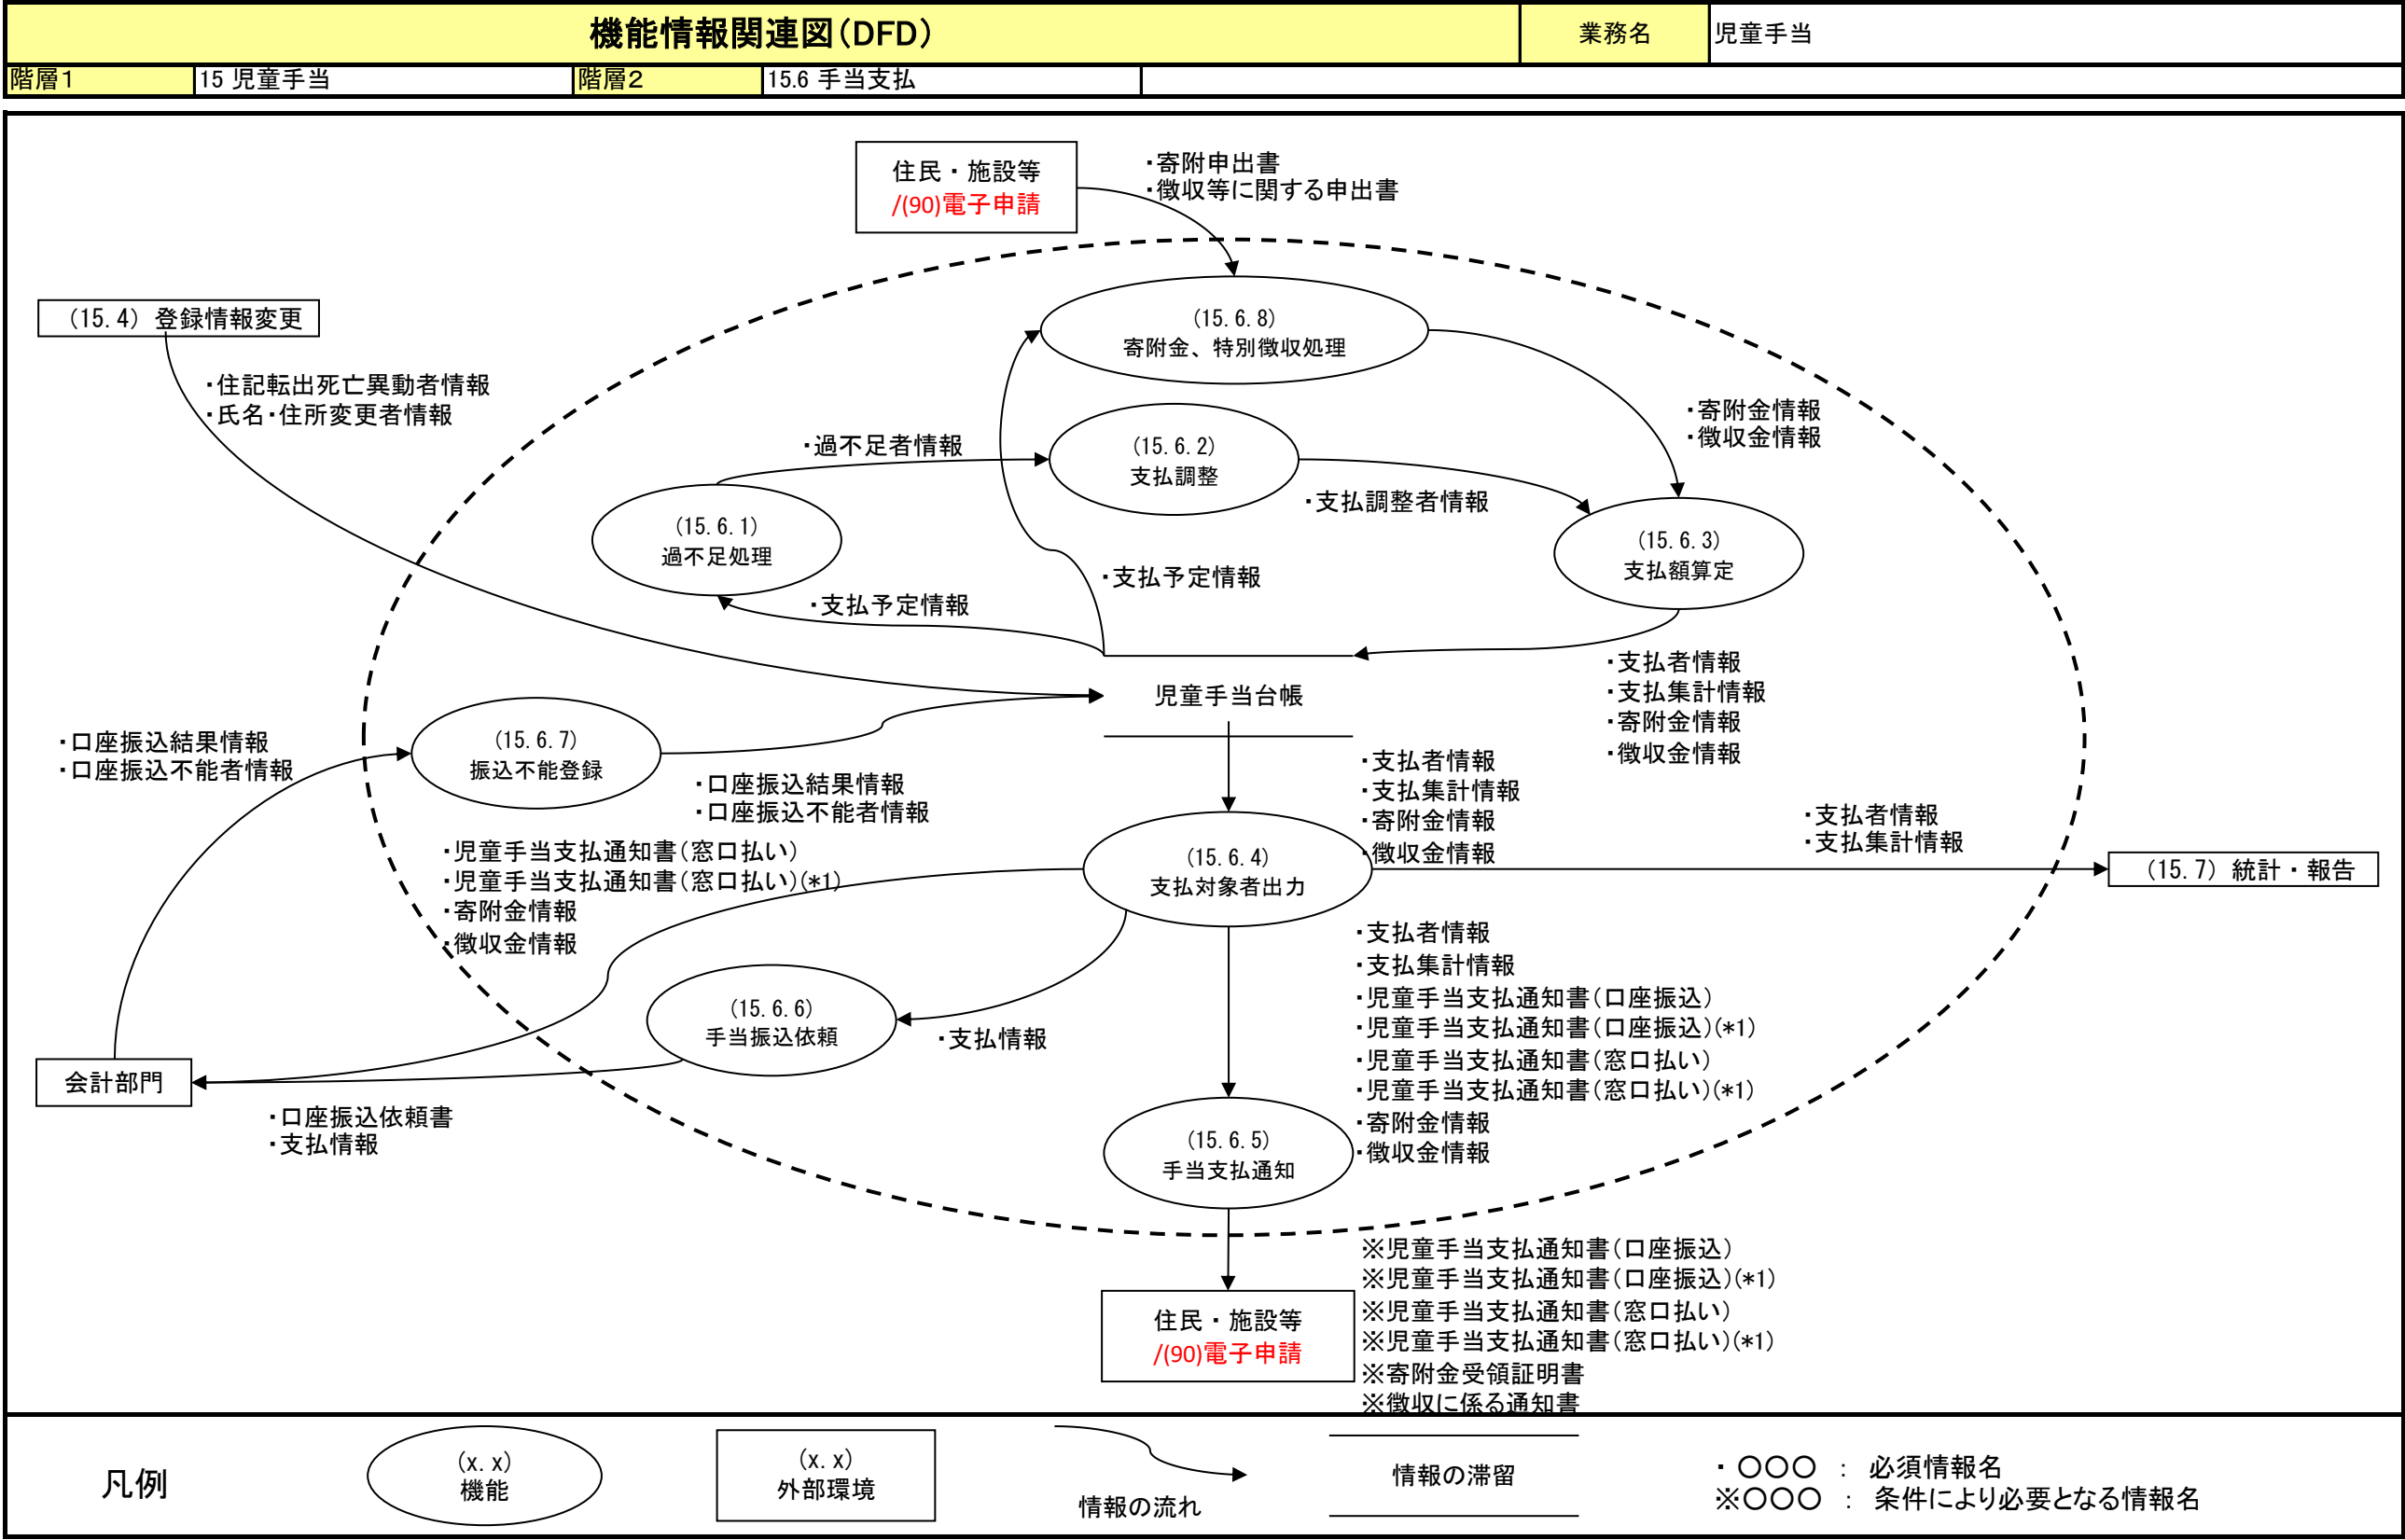 機能情報関連図（DFD）
業務名
児童手当
階層１
15 児童手当
階層２
15.6 手当支払
住民・施設等
/(90)電子申請
・寄附申出書
・徴収等に関する申出書
（15.4）登録情報変更
・住記転出死亡異動者情報
・氏名・住所変更者情報
（15.6.8）
寄附金、特別徴収処理
・寄附金情報
・徴収金情報
・過不足者情報
（15.6.2）
支払調整
・支払調整者情報
（15.6.1）
過不足処理
（15.6.3）
支払額算定
・支払予定情報
・支払予定情報
・支払者情報
・支払集計情報
・寄附金情報
・徴収金情報
児童手当台帳
・口座振込結果情報
・口座振込不能者情報
（15.6.7）
振込不能登録
・口座振込結果情報
・口座振込不能者情報
・支払者情報
・支払集計情報
・寄附金情報
・徴収金情報
・支払者情報
・支払集計情報
・児童手当支払通知書（窓口払い）
・児童手当支払通知書（窓口払い）(*1)
・寄附金情報
・徴収金情報
（15.6.4）
支払対象者出力
（15.7）統計・報告
・支払者情報
・支払集計情報
・児童手当支払通知書（口座振込）
・児童手当支払通知書（口座振込）(*1)
・児童手当支払通知書（窓口払い）
・児童手当支払通知書（窓口払い）(*1)
・寄附金情報
・徴収金情報
（15.6.6）
手当振込依頼
・支払情報
会計部門
・口座振込依頼書
・支払情報
（15.6.5）
手当支払通知
※児童手当支払通知書（口座振込）
※児童手当支払通知書（口座振込）(*1)
※児童手当支払通知書（窓口払い）
※児童手当支払通知書（窓口払い）(*1)
※寄附金受領証明書
※徴収に係る通知書
住民・施設等
/(90)電子申請
凡例
（x.x）
機能
（x.x）
外部環境
情報の流れ
情報の滞留
・ 〇〇〇 ： 必須情報名
※〇〇〇 ： 条件により必要となる情報名